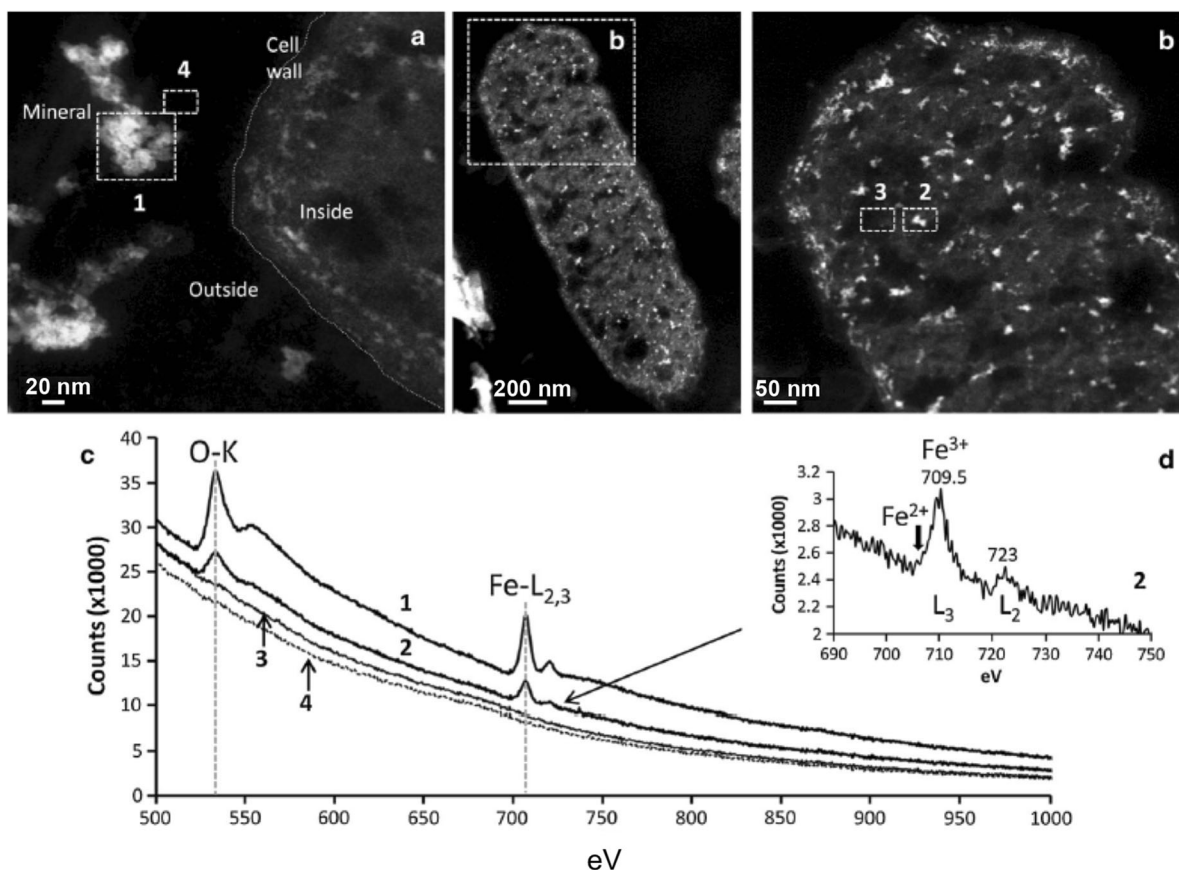 a
Cell
wall
4
Mineral
1
Inside
Outside
20 nm
b
200 nm
b
3 2
50 nm
c
O-K
Fe-L2,3
1
2
3
4
Counts (x1000)
40
35
30
25
20
15
10
5
0
500 550 600 650 700 750 800 850 900 950 1000
eV
d
Fe3+
709.5
Fe2+
723
2
L3 L2
Counts (x1000)
3.2
3
2.8
2.6
2.4
2.2
2
690 700 710 720 730 740 750
eV